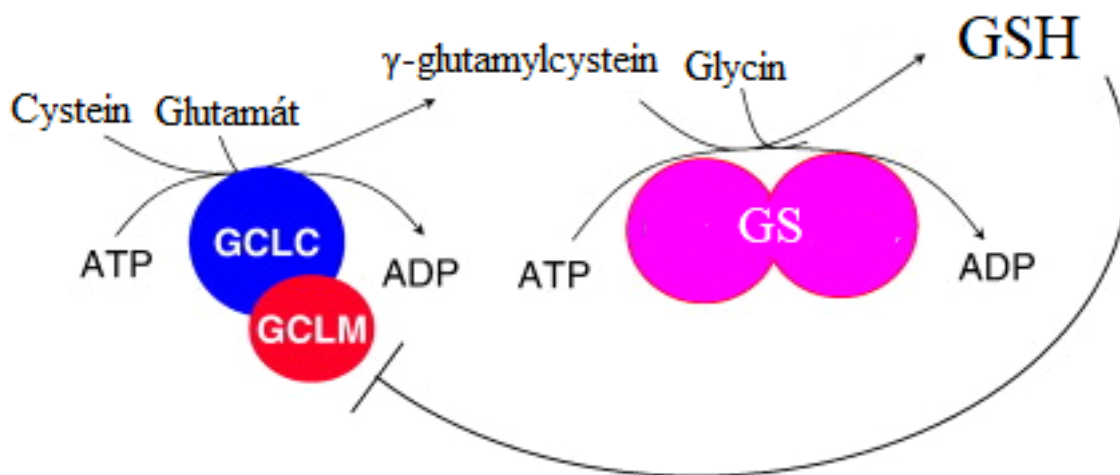 GSH
γ-glutamylcystein
Glycin
Cystein
Glutamát
GCLC
GS
ATP
ADP
ATP
ADP
GCLM